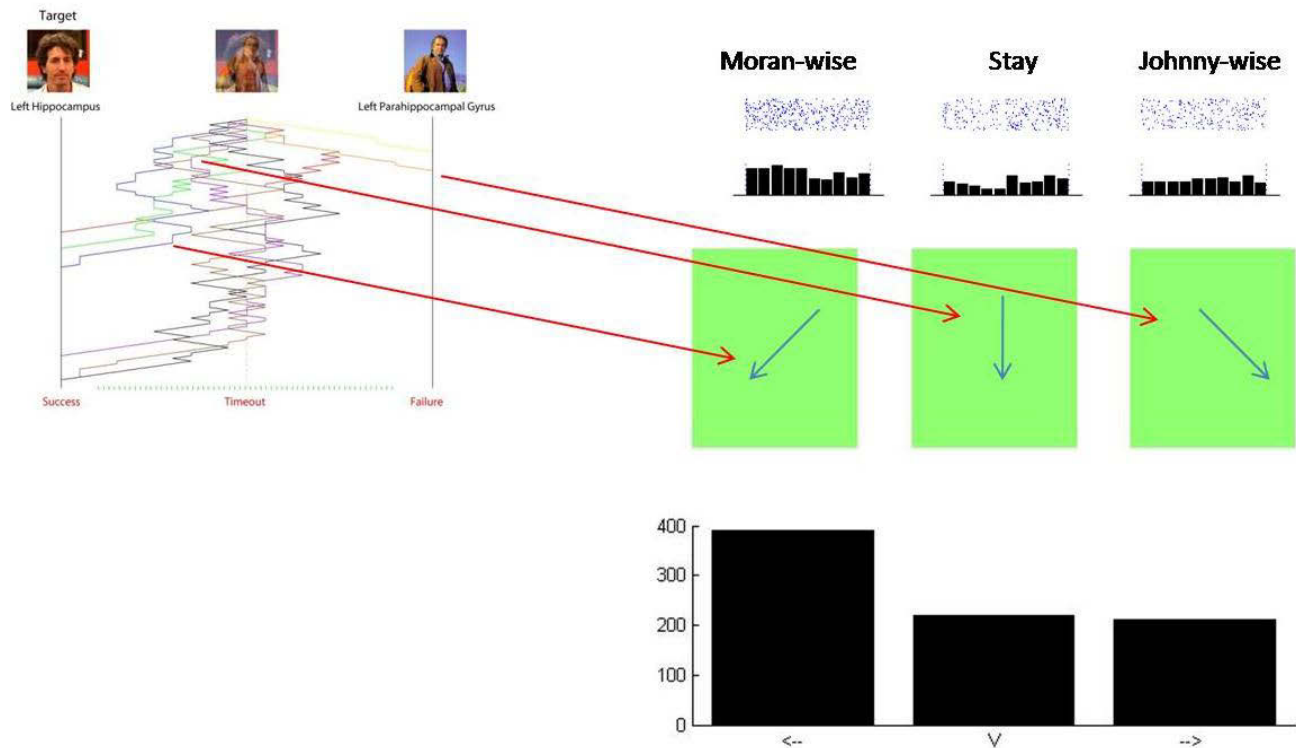 Target
Left Hippocampus
Left Parahippocampal Gyrus
Success
Timeout
Failure
Moran-wise
Stay
Johnny-wise
400
300
200
100
0
<--
V
-->